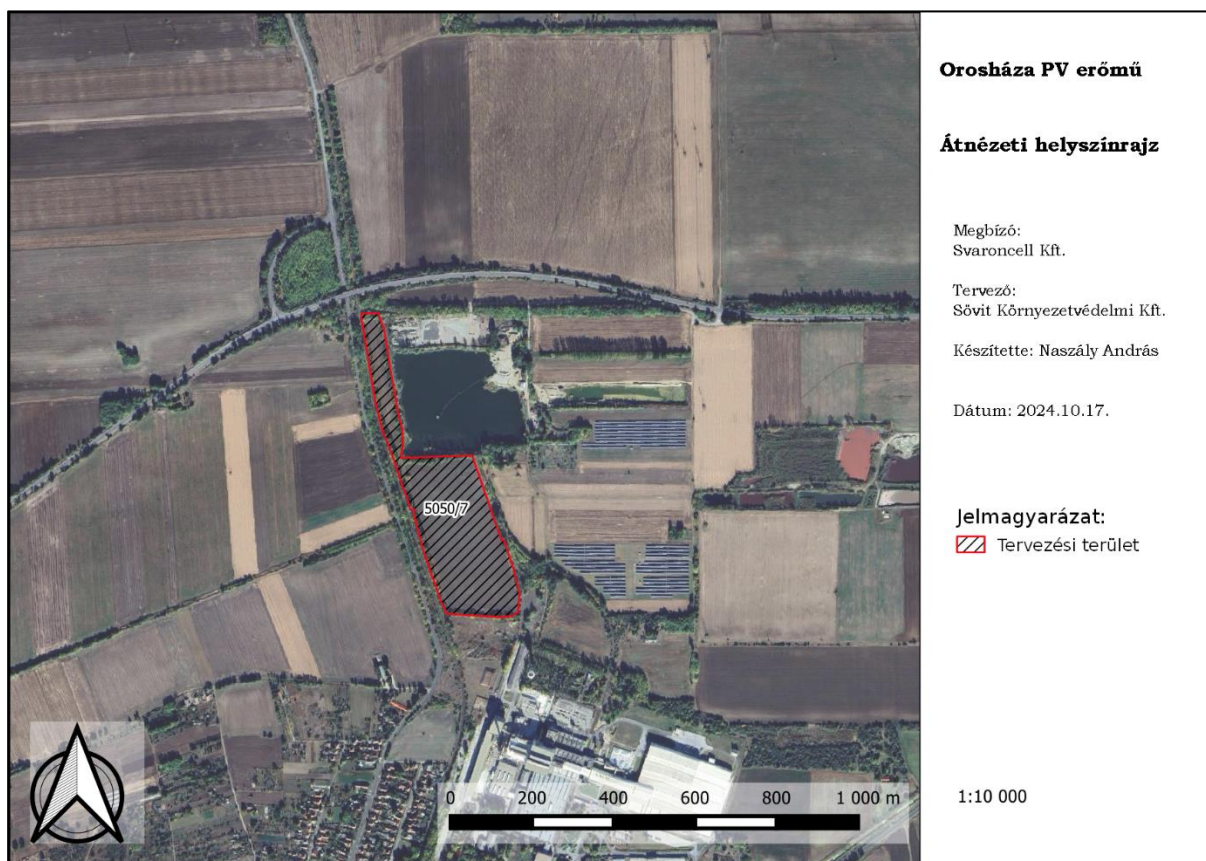 Orosháza PV erőmű
Átnézeti helyszínrajz
Megbízó:
Svaroncell Kft.
Tervező:
Sövit Környezetvédelmi Kft.
Készítette: Naszály András
Dátum: 2024.10.17.
Jelmagyarázat:
Tervezési terület
1:10 000
5050/7
0 200 400 600 800 1 000 m